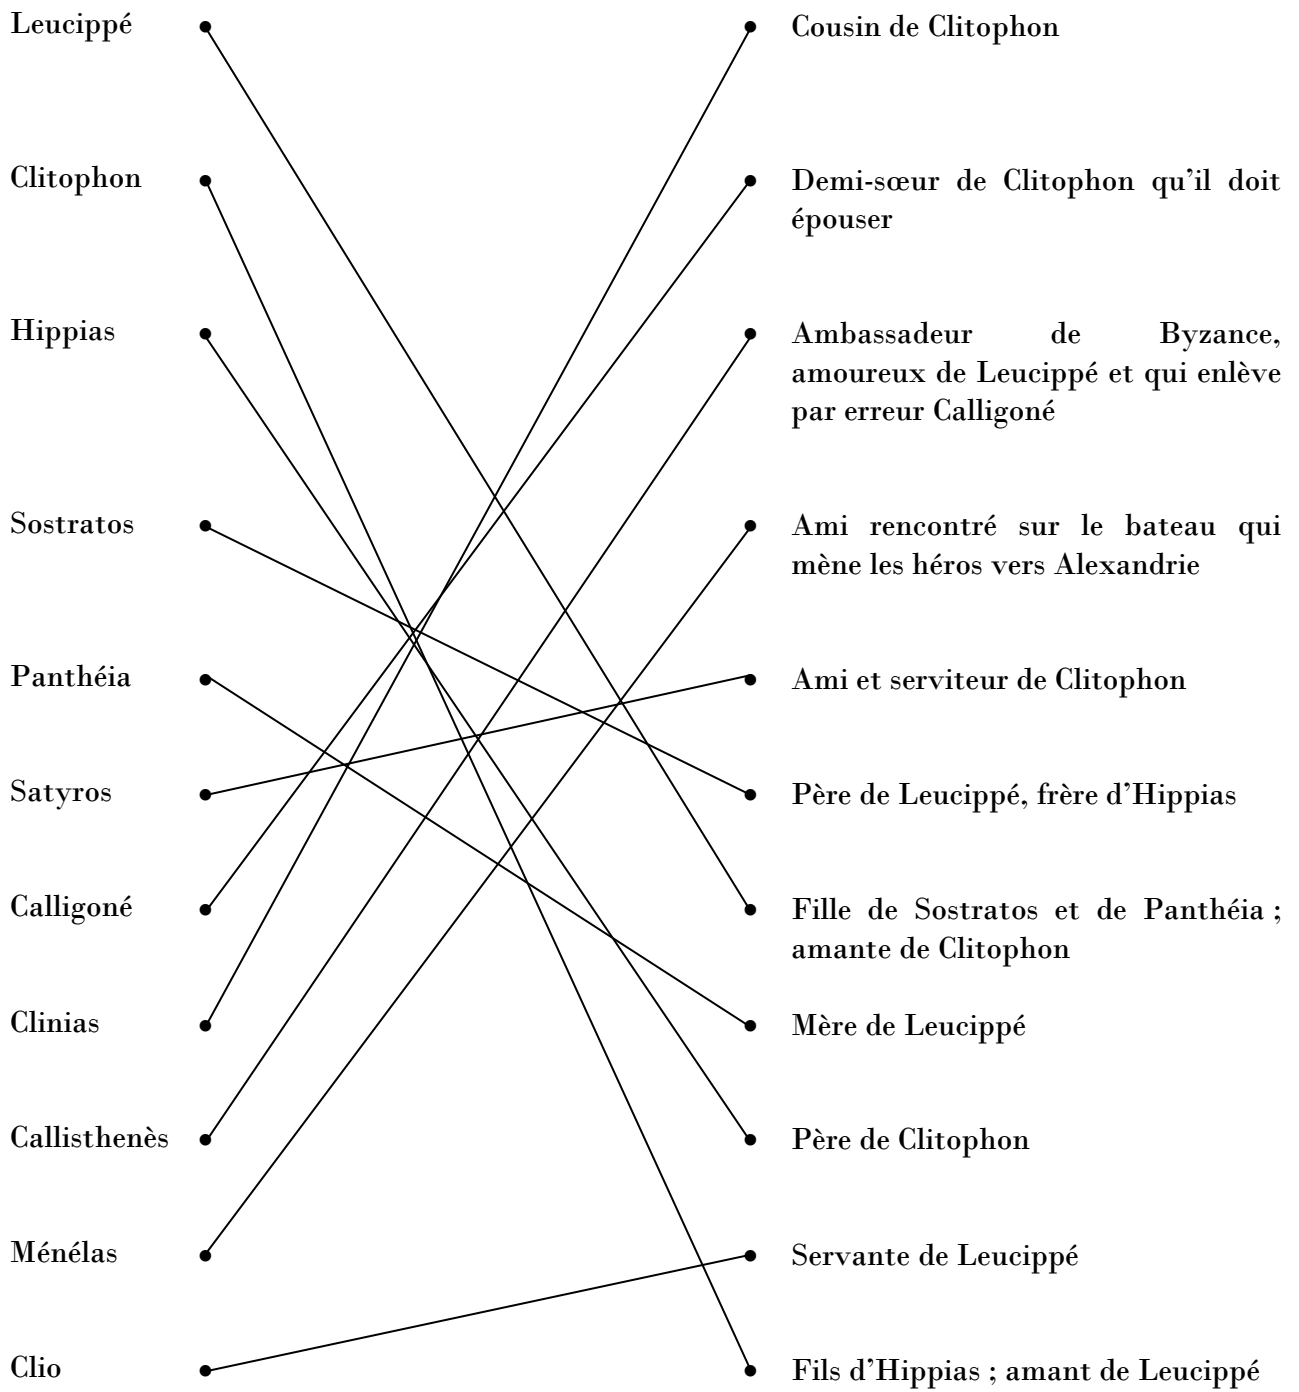 Leucippé
Cousin de Clitophon
Clitophon
Demi-sœur de Clitophon qu’il doit
épouser
Hippias
Ambassadeur de Byzance,
amoureux de Leucippé et qui enlève
par erreur Calligoné
Sostratos
Ami rencontré sur le bateau qui
mène les héros vers Alexandrie
Panthéia
Ami et serviteur de Clitophon
Satyros
Père de Leucippé, frère d’Hippias
Calligoné
Fille de Sostratos et de Panthéia ;
amante de Clitophon
Clinias
Mère de Leucippé
Callisthenès
Père de Clitophon
Ménélas
Servante de Leucippé
Clio
Fils d’Hippias ; amant de Leucippé